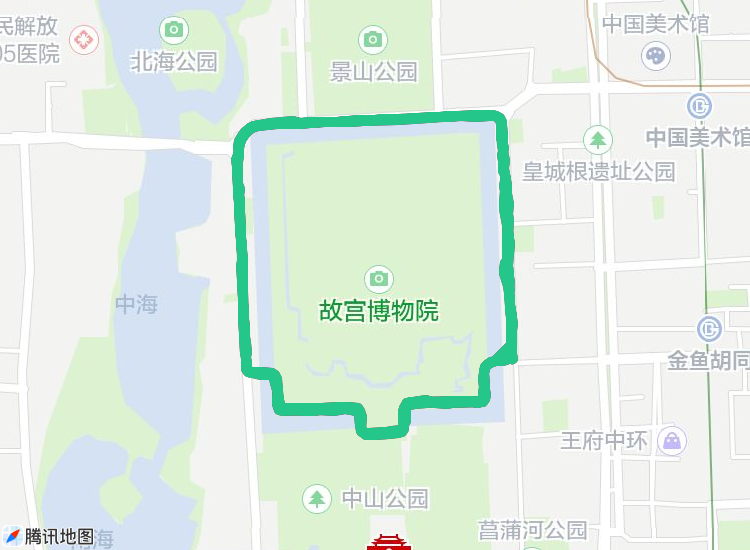 民解放
05医院
北海公园
景山公园
中国美术馆
中国美术馆
皇城根遗址公园
中海
故宫博物院
金鱼胡同
王府中环
中山公园
菖蒲河公园
腾讯地图